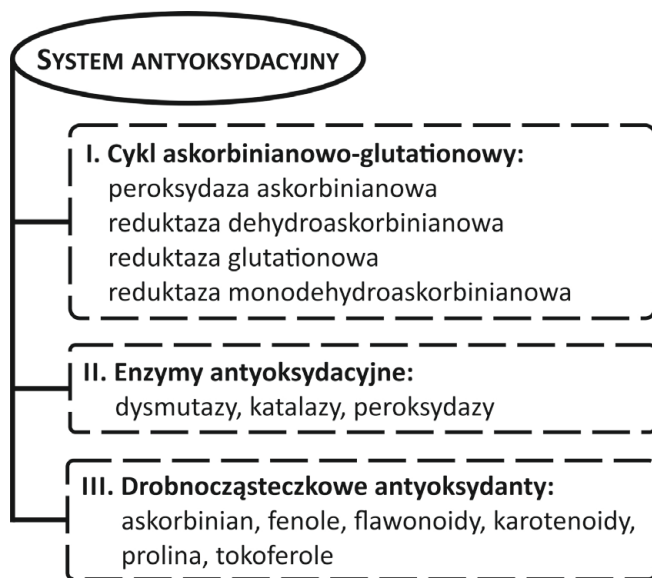 SYSTEM ANTYOKSYDACYJNY
I. Cykl askorbinianowo-glutationowy:
peroksydaza askorbinianowa
reduktaza dehydroaskorbinianowa
reduktaza glutationowa
reduktaza monodehydroaskorbinianowa
II. Enzymy antyoksydacyjne:
dysmutazy, katalazy, peroksydazy
III. Drobnocząsteczkowe antyoksydanty:
askorbinian, fenole, flawonoidy, karotenoidy,
prolina, tokoferole